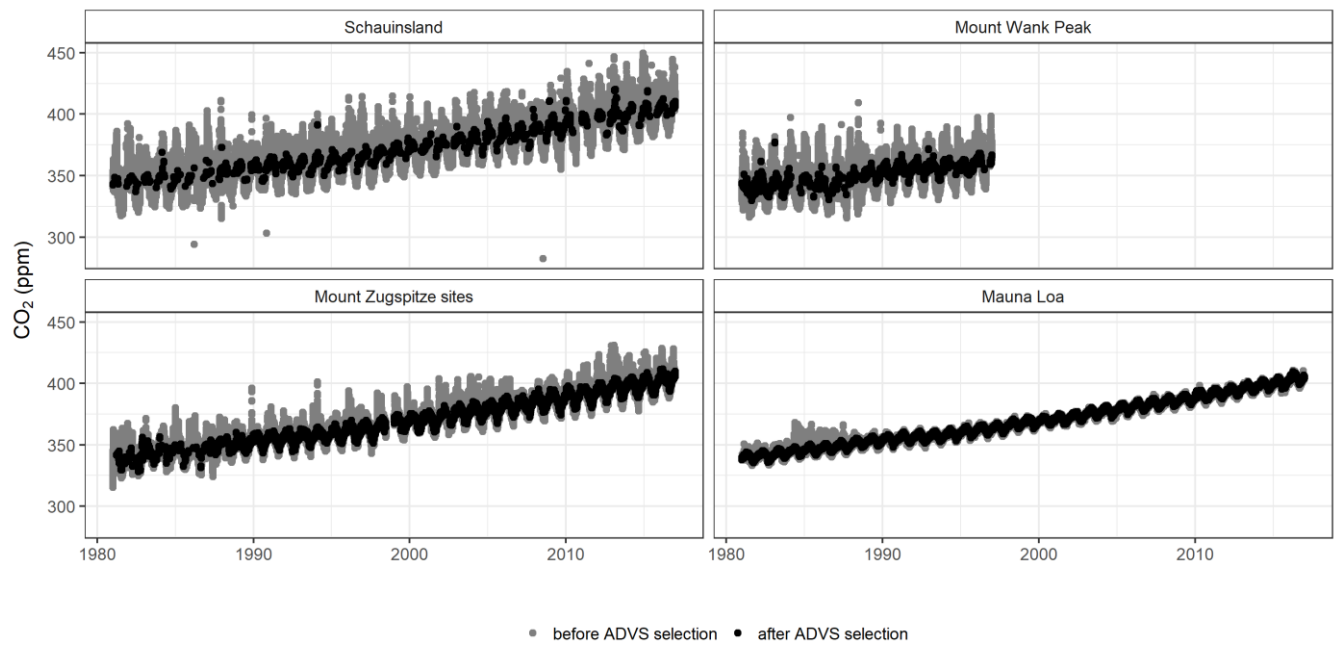 Schauinsland
Mount Wank Peak
450
400
350
300
Mount Zugspitze sites
Mauna Loa
450
400
350
300
CO₂ (ppm)
1980 1990 2000 2010
1980 1990 2000 2010
before ADVS selection after ADVS selection